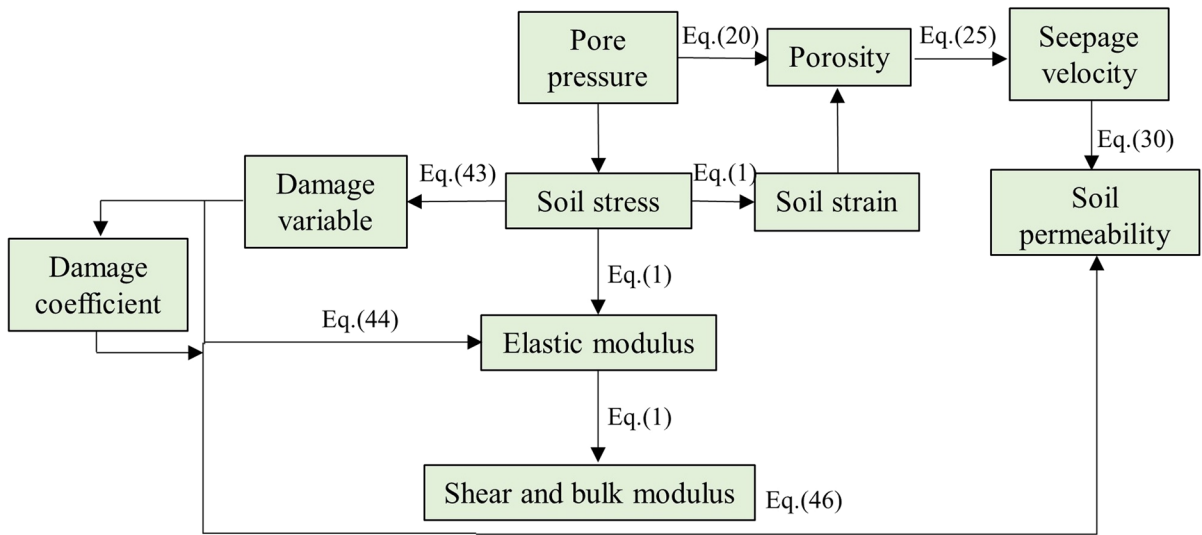 Pore
pressure
Eq.(20)
Porosity
Eq.(25)
Seepage
velocity
Eq.(30)
Damage
variable
Eq.(43)
Soil stress
Eq.(1)
Soil strain
Soil
permeability
Damage
coefficient
Eq.(1)
Eq.(44)
Elastic modulus
Eq.(1)
Shear and bulk modulus
Eq.(46)